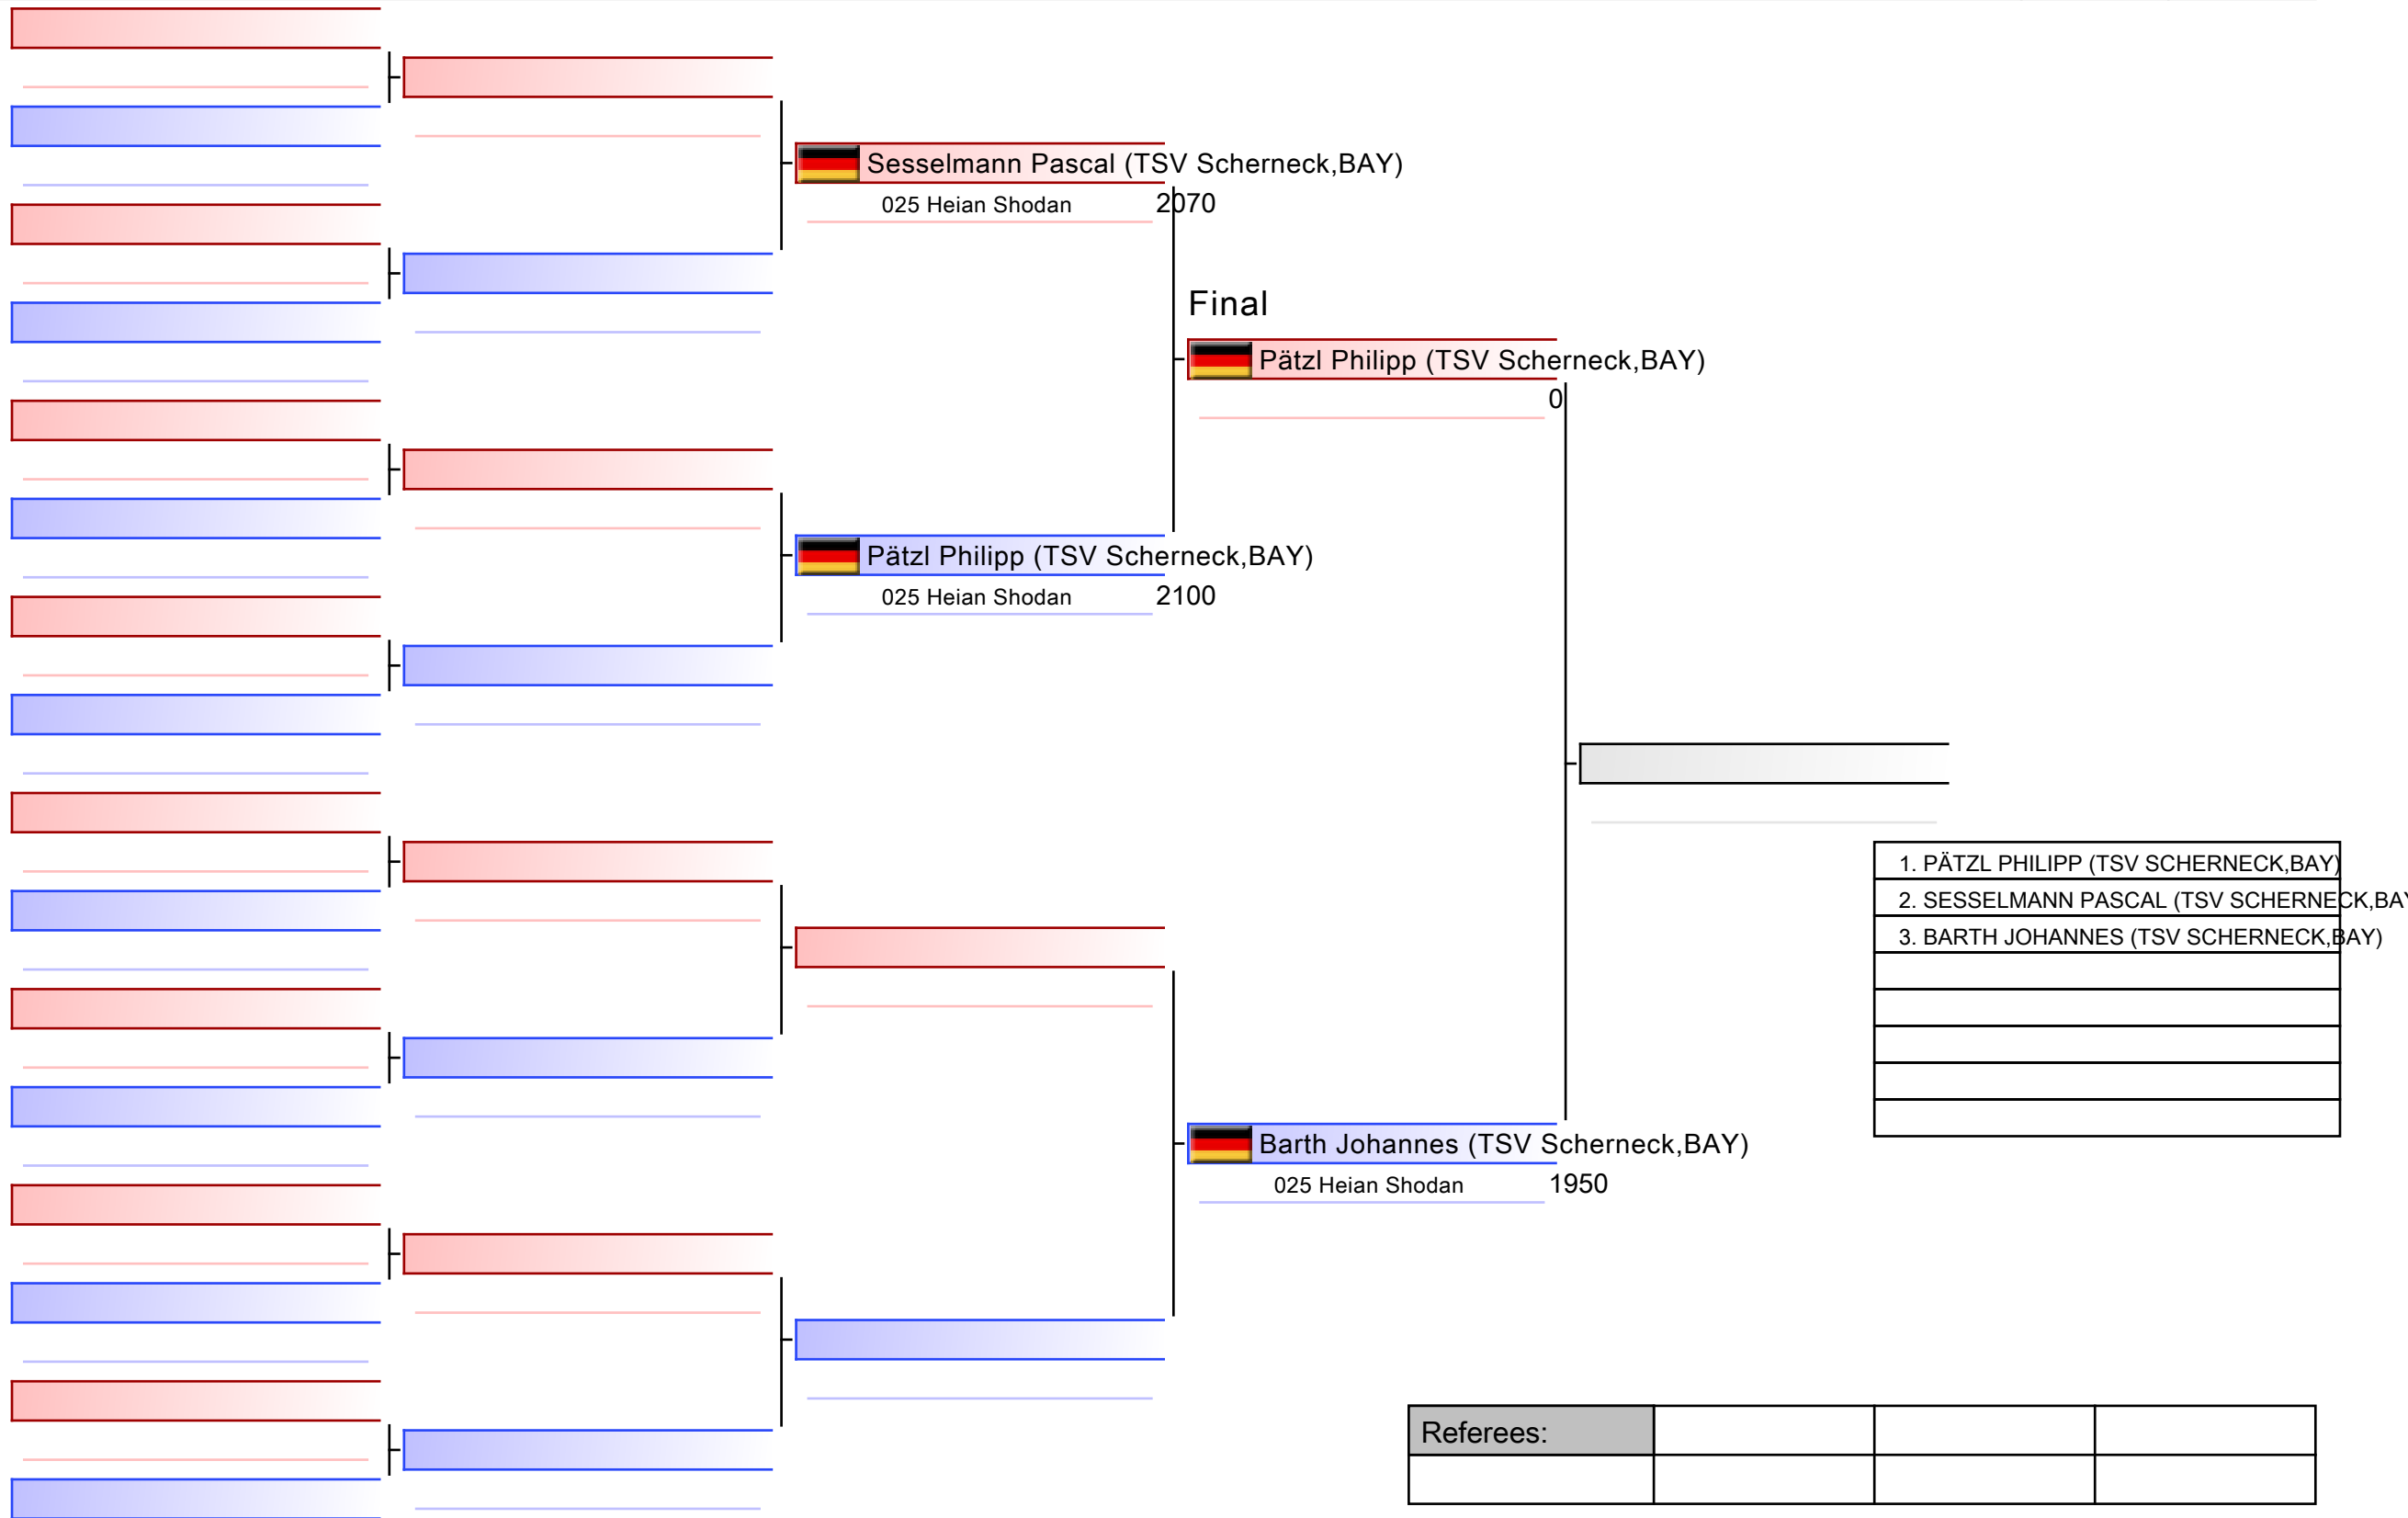 Sesselmann Pascal (TSV Scherneck,BAY)
025 Heian Shodan 2070
Final
Pätzl Philipp (TSV Scherneck,BAY)
0
Pätzl Philipp (TSV Scherneck,BAY)
025 Heian Shodan 2100
1. PÄTZL PHILIPP (TSV SCHERNECK,BAY)
2. SESSELMANN PASCAL (TSV SCHERNECK,BAY
3. BARTH JOHANNES (TSV SCHERNECK,BAY)
Barth Johannes (TSV Scherneck,BAY)
025 Heian Shodan 1950
Referees: